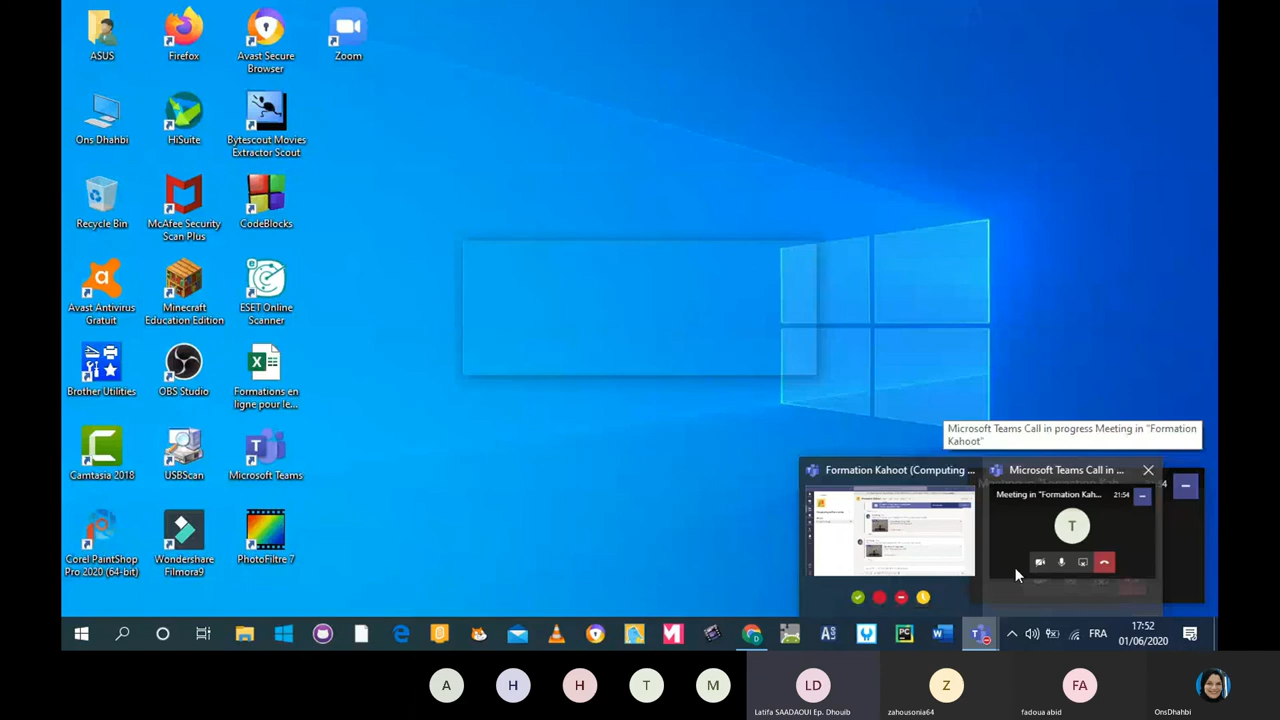 ASUS
Firefox
Avast Secure
Browser
Zoom
Ons Dhahbi
HiSuite
Bytescout Movies
Extractor Scout
Recycle Bin
McAfee Security
Scan Plus
CodeBlocks
Avast Antivirus
Gratuit
Minecraft
Education Edition
ESET Online
Scanner
Brother Utilities
OBS Studio
Formations en
ligne pour le...
Camtasia 2018
USBScan
Microsoft Teams
Corel PaintShop
Pro 2020 (64-bit)
Wondershare
Filmora9
PhotoFiltre 7
Microsoft Teams Call in progress Meeting in "Formation
Kahoot"
Formation Kahoot (Computing ...
Microsoft Teams Call in ...
Meeting in "Formation Kah...
21:54
T
FRA
17:52
01/06/2020
A
H
H
T
M
LD
Z
FA
Latifa SAADAOUI Ep. Dhouib
zahousonia64
fadoua abid
OnsDhahbi